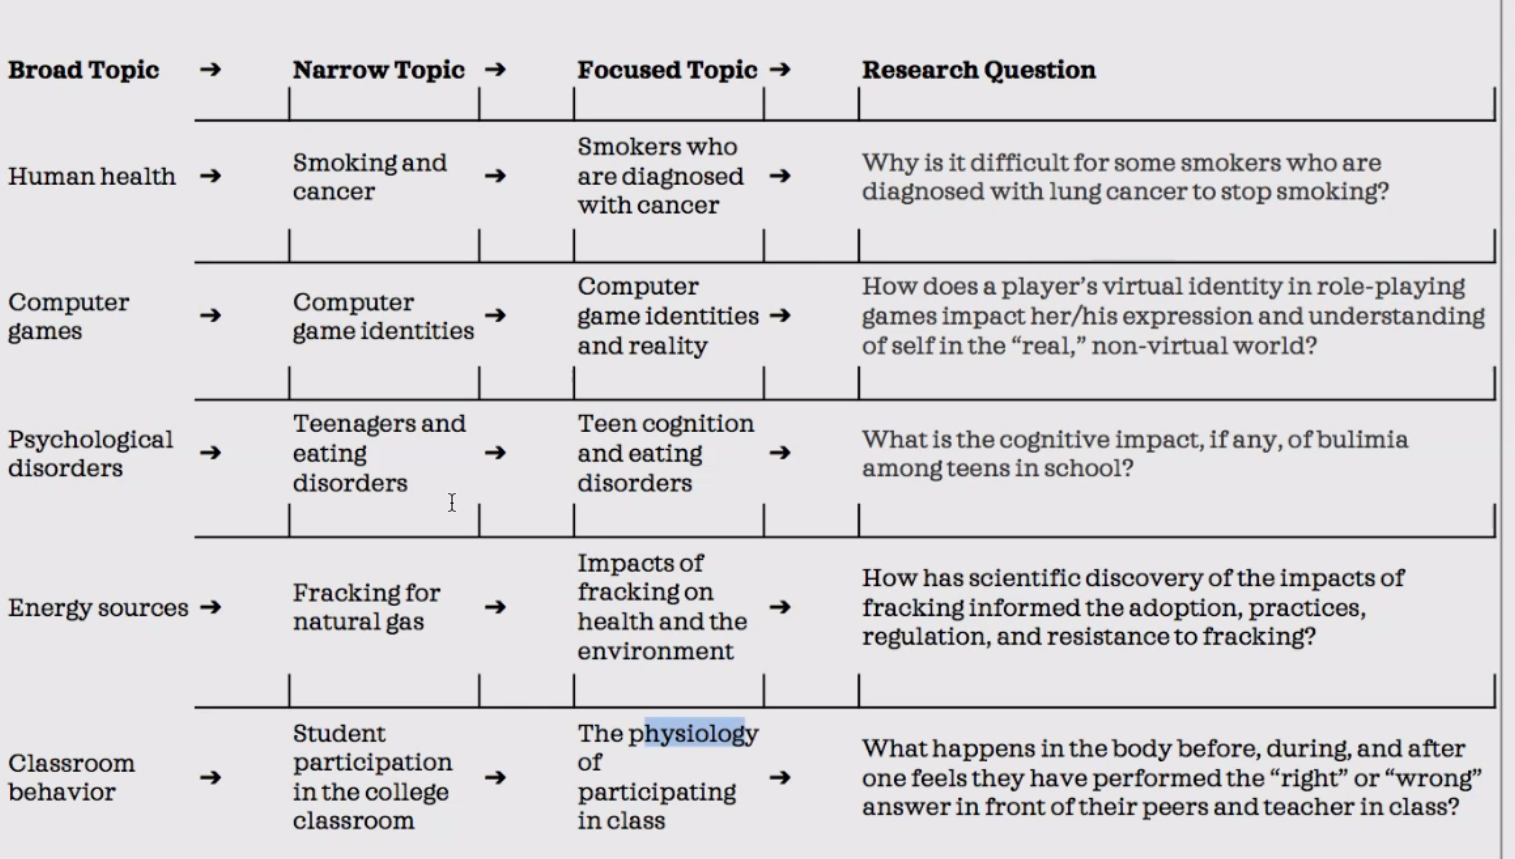 Broad Topic → Narrow Topic → Focused Topic → Research Question
Human health →
Smoking and
cancer
→
Smokers who
are diagnosed
with cancer
→
Why is it difficult for some smokers who are
diagnosed with lung cancer to stop smoking?
Computer
games
→
Computer
game identities
→
Computer
game identities
and reality
→
How does a player's virtual identity in role-playing
games impact her/his expression and understanding
of self in the “real,” non-virtual world?
Psychological
disorders
→
Teenagers and
eating
disorders
→
Teen cognition
and eating
disorders
→
What is the cognitive impact, if any, of bulimia
among teens in school?
Energy sources →
Fracking for
natural gas
→
Impacts of
fracking on
health and the
environment
→
How has scientific discovery of the impacts of
fracking informed the adoption, practices,
regulation, and resistance to fracking?
Classroom
behavior
→
Student
participation
in the college
classroom
→
The physiology
of
participating
in class
→
What happens in the body before, during, and after
one feels they have performed the “right” or “wrong”
answer in front of their peers and teacher in class?